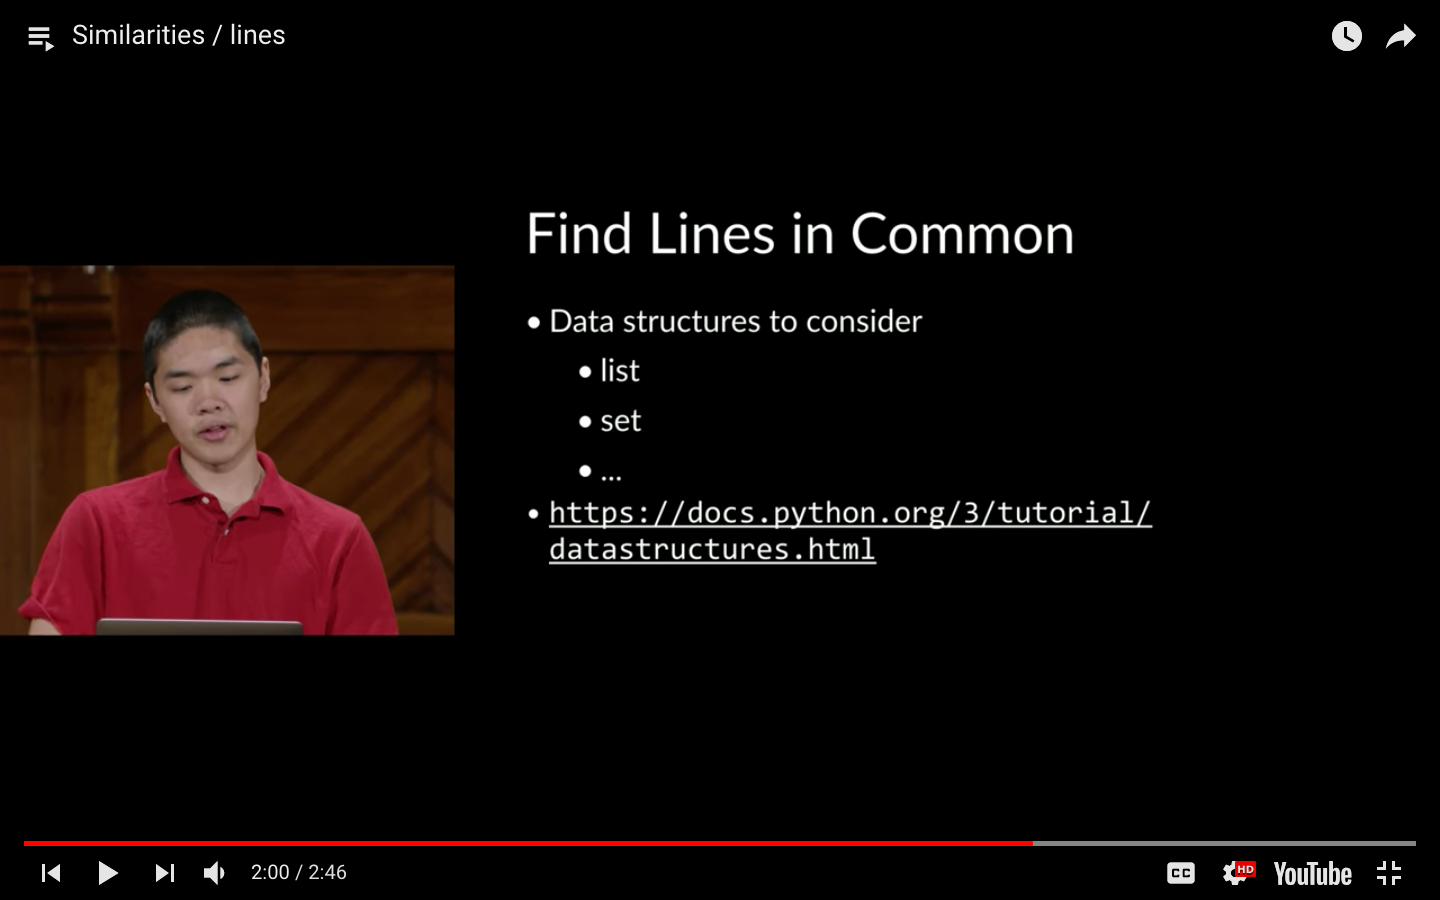 Similarities / lines
Find Lines in Common
• Data structures to consider
• list
• set
• ...
• https://docs.python.org/3/tutorial/
datastructures.html
2:00 / 2:46
CC
HD
YouTube